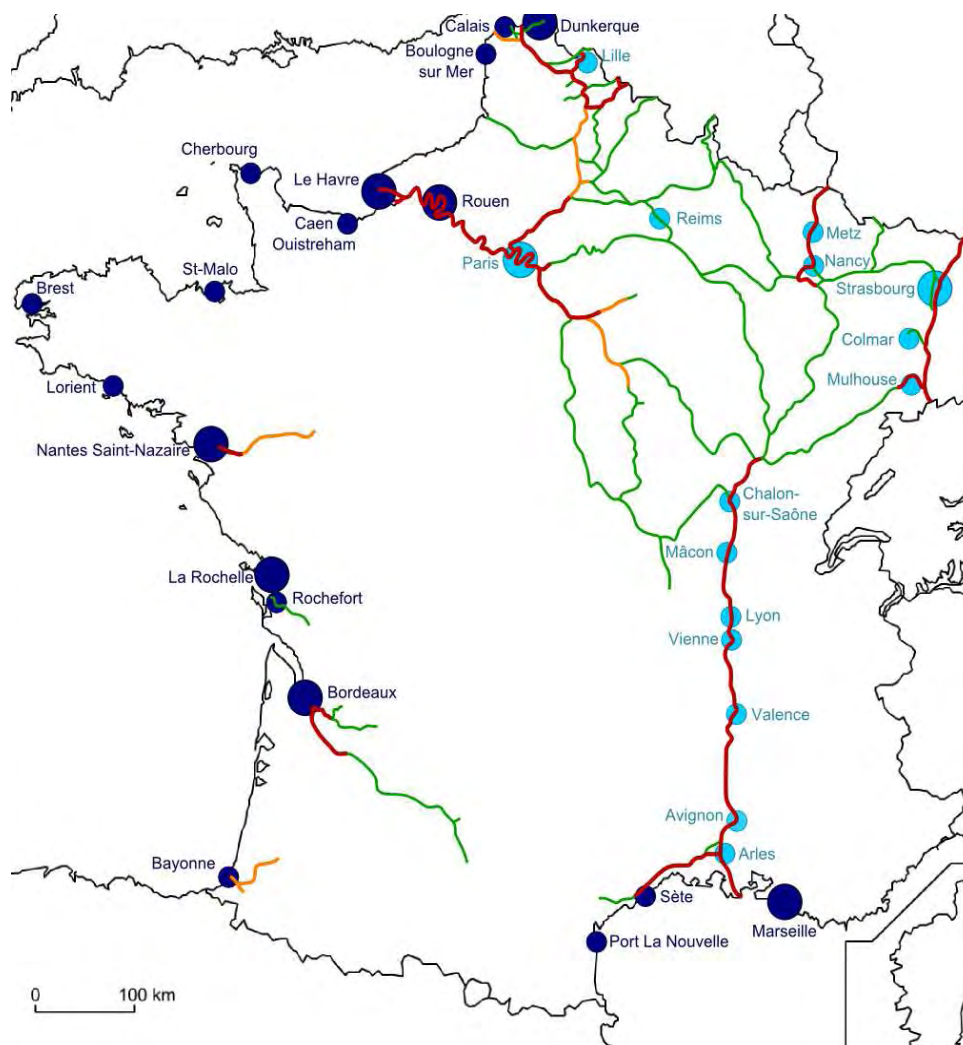 Calais
Dunkerque
Boulogne
sur Mer
Lille
Cherbourg
Le Havre
Rouen
Caen
Ouistreham
Reims
Metz
Nancy
Paris
Strasbourg
St-Malo
Brest
Colmar
Lorient
Mulhouse
Nantes Saint-Nazaire
Chalon-
sur-Saône
Mâcon
La Rochelle
Rochefort
Lyon
Vienne
Bordeaux
Valence
Avignon
Arles
Bayonne
Sète
Marseille
Port La Nouvelle
0 100 km